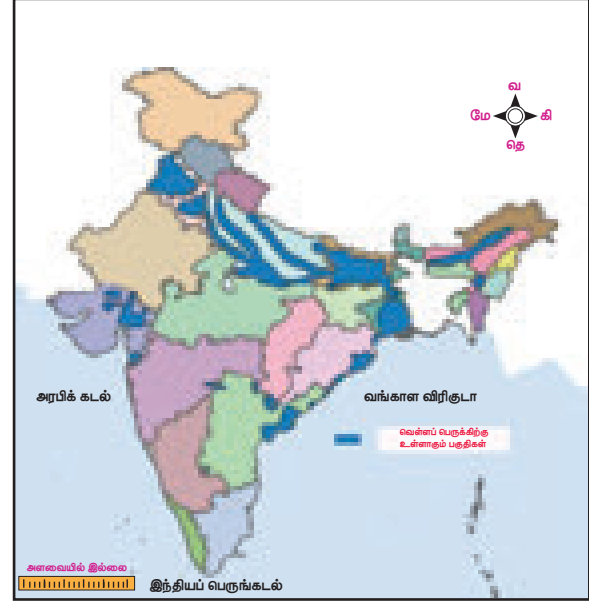 வ
மே
கி
தெ
அரபிக் கடல்
வங்காள விரிகுடா
வெள்ளப் பெருக்கிற்கு
உள்ளாகும் பகுதிகள்
அளவையில் இல்லை
இந்தியப் பெருங்கடல்